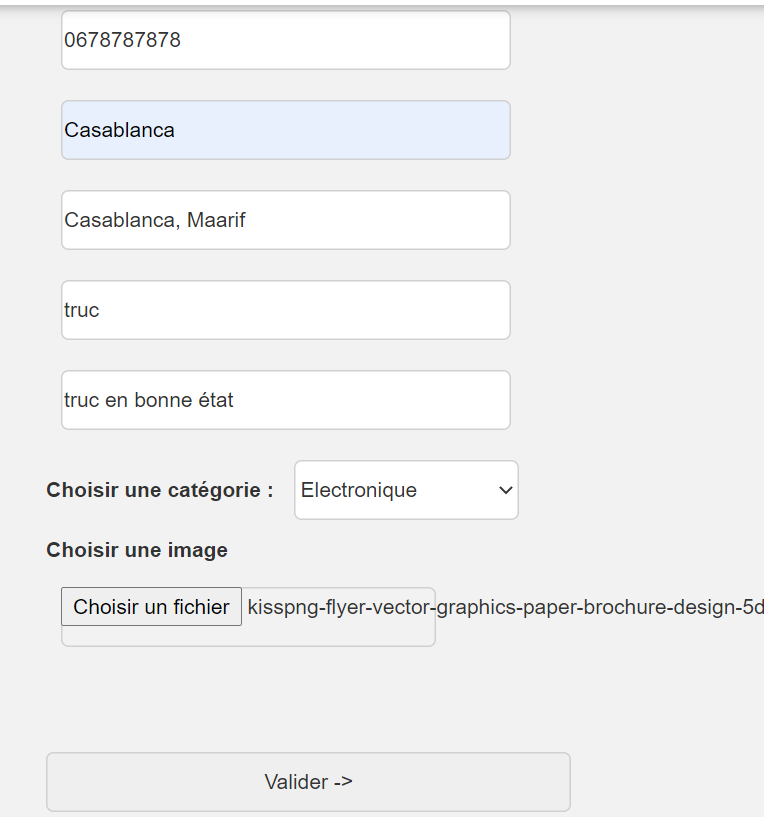 0678787878
Casablanca
Casablanca, Maarif
truc
truc en bonne état
Choisir une catégorie : Electronique
Choisir une image
Choisir un fichier kisspng-flyer-vector-graphics-paper-brochure-design-5d
Valider ->